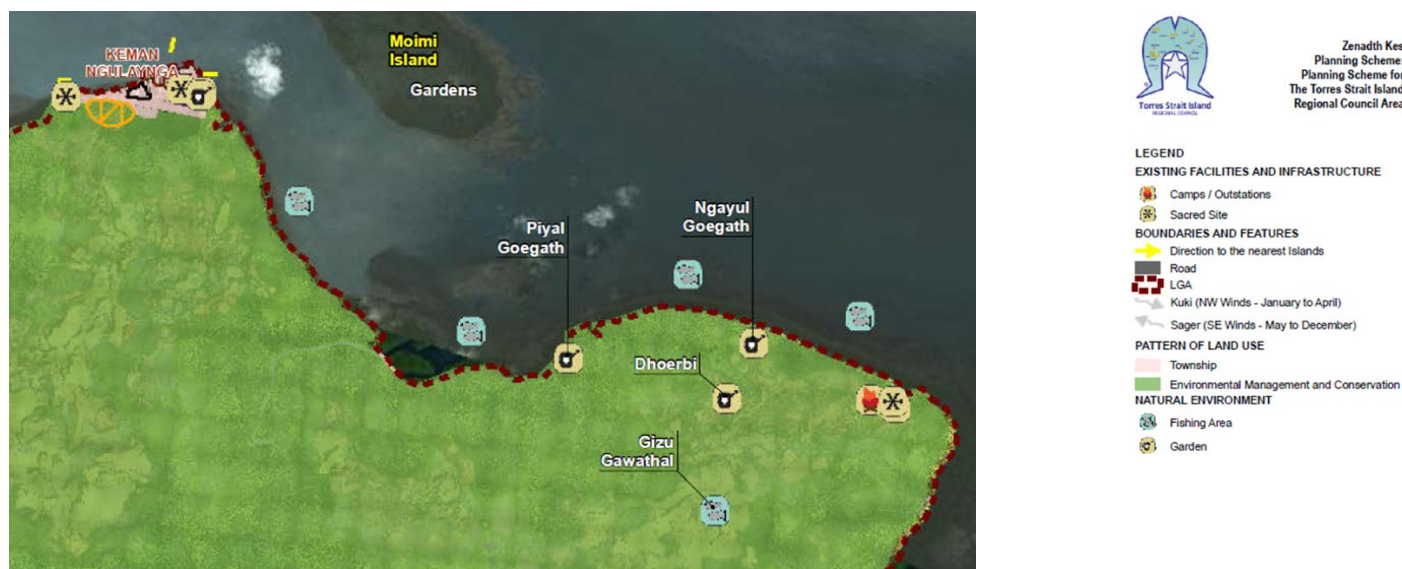 KEMAN
NGULAYNGA
Moimi
Island
Gardens
Piyal
Goegath
Ngayul
Goegath
Dhoerbi
Gizu
Gawathal
Torres Strait Island
REGIONAL COUNCIL
Zenadth Kes
Planning Scheme:
Planning Scheme for
The Torres Strait Island
Regional Council Area
LEGEND
EXISTING FACILITIES AND INFRASTRUCTURE
Camps / Outstations
Sacred Site
BOUNDARIES AND FEATURES
Direction to the nearest Islands
Road
LGA
Kuki (NW Winds - January to April)
Sager (SE Winds - May to December)
PATTERN OF LAND USE
Township
Environmental Management and Conservation
NATURAL ENVIRONMENT
Fishing Area
Garden